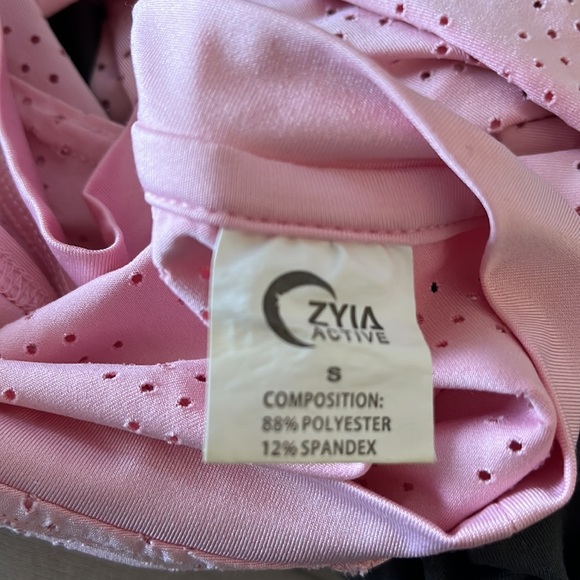 ZYIA
ACTIVE
S
COMPOSITION:
88% POLYESTER
12% SPANDEX